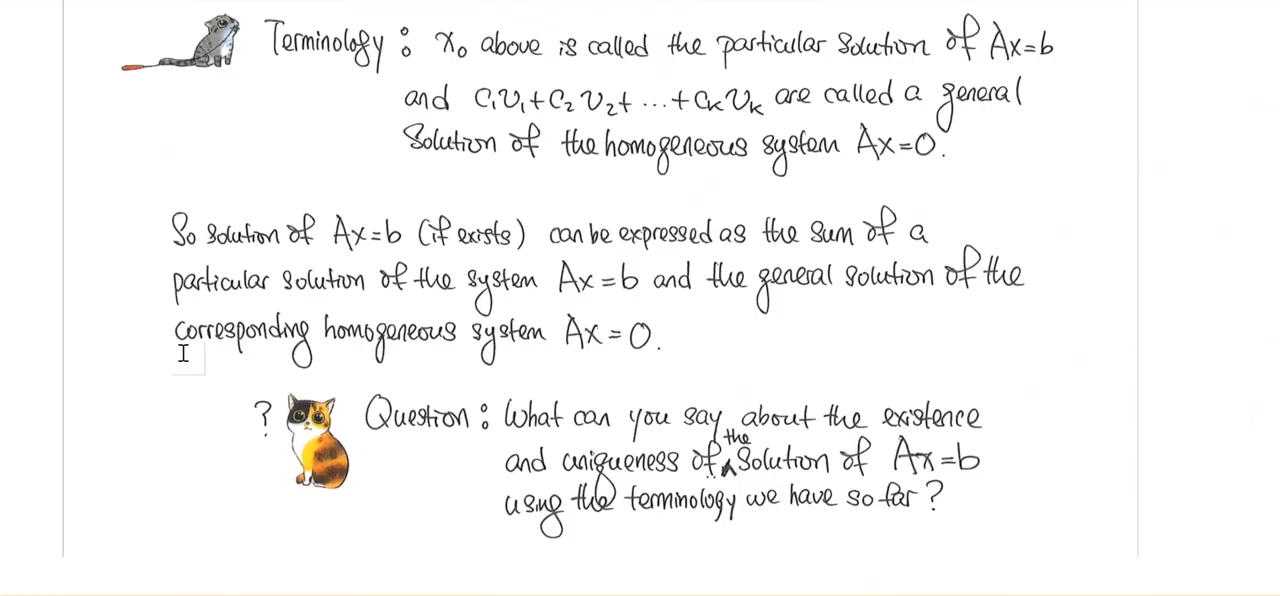 Terminology : x₀ above is called the particular solution of Ax=b
and C₁V₁+C₂V₂+ ...+CₖVₖ are called a general
Solution of the homogeneous system Ax=0.
So solution of Ax=b (if exists) can be expressed as the sum of a
particular solution of the system Ax=b and the general solution of the
corresponding homogeneous system Ax=0.
? Question : What can you say about the existence
and uniqueness of the solution of Ax=b
using the terminology we have so far?